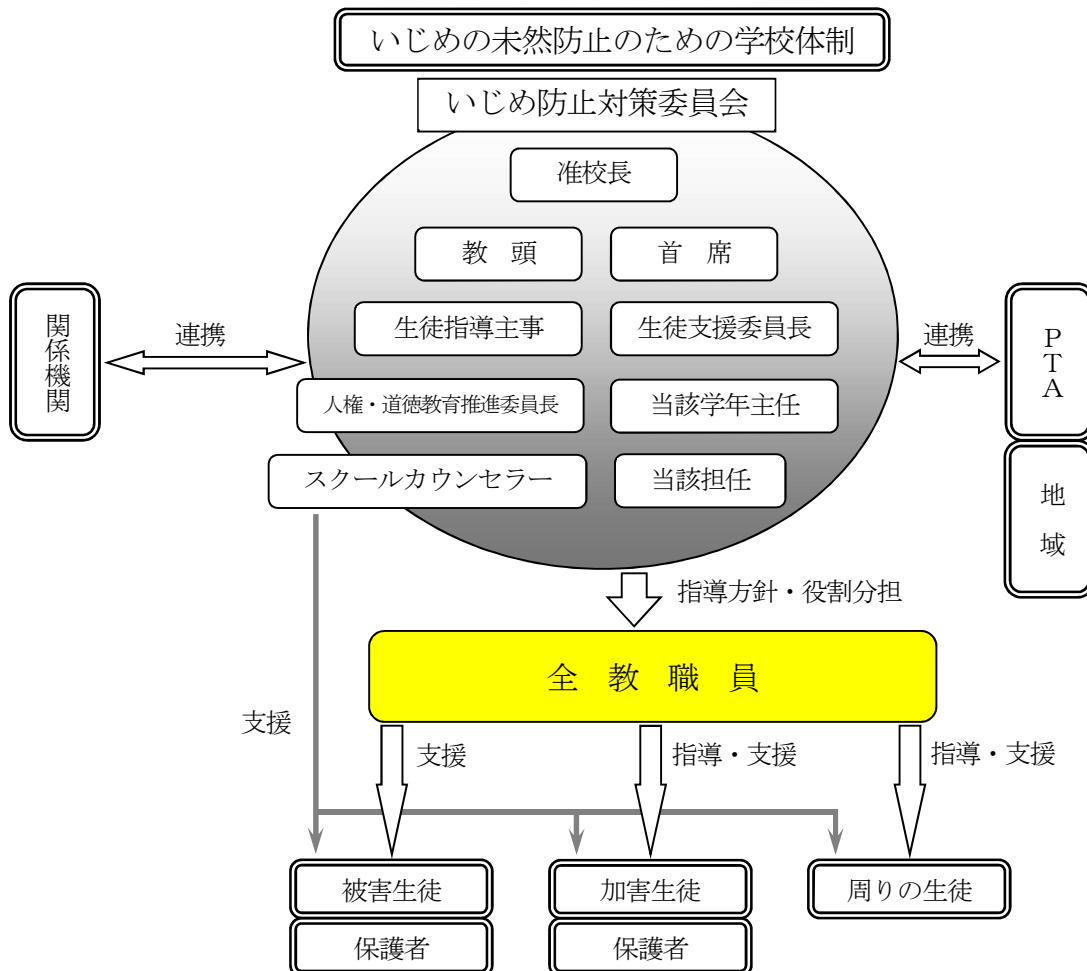 いじめの未然防止のための学校体制
いじめ防止対策委員会
准校長
教　頭
首　席
生徒指導主事
生徒支援委員長
人権・道徳教育推進委員長
当該学年主任
スクールカウンセラー
当該担任
関係機関
連携
連携
PTA
地域
指導方針・役割分担
全　教　職　員
支援
支援
指導・支援
指導・支援
被害生徒
保護者
加害生徒
保護者
周りの生徒